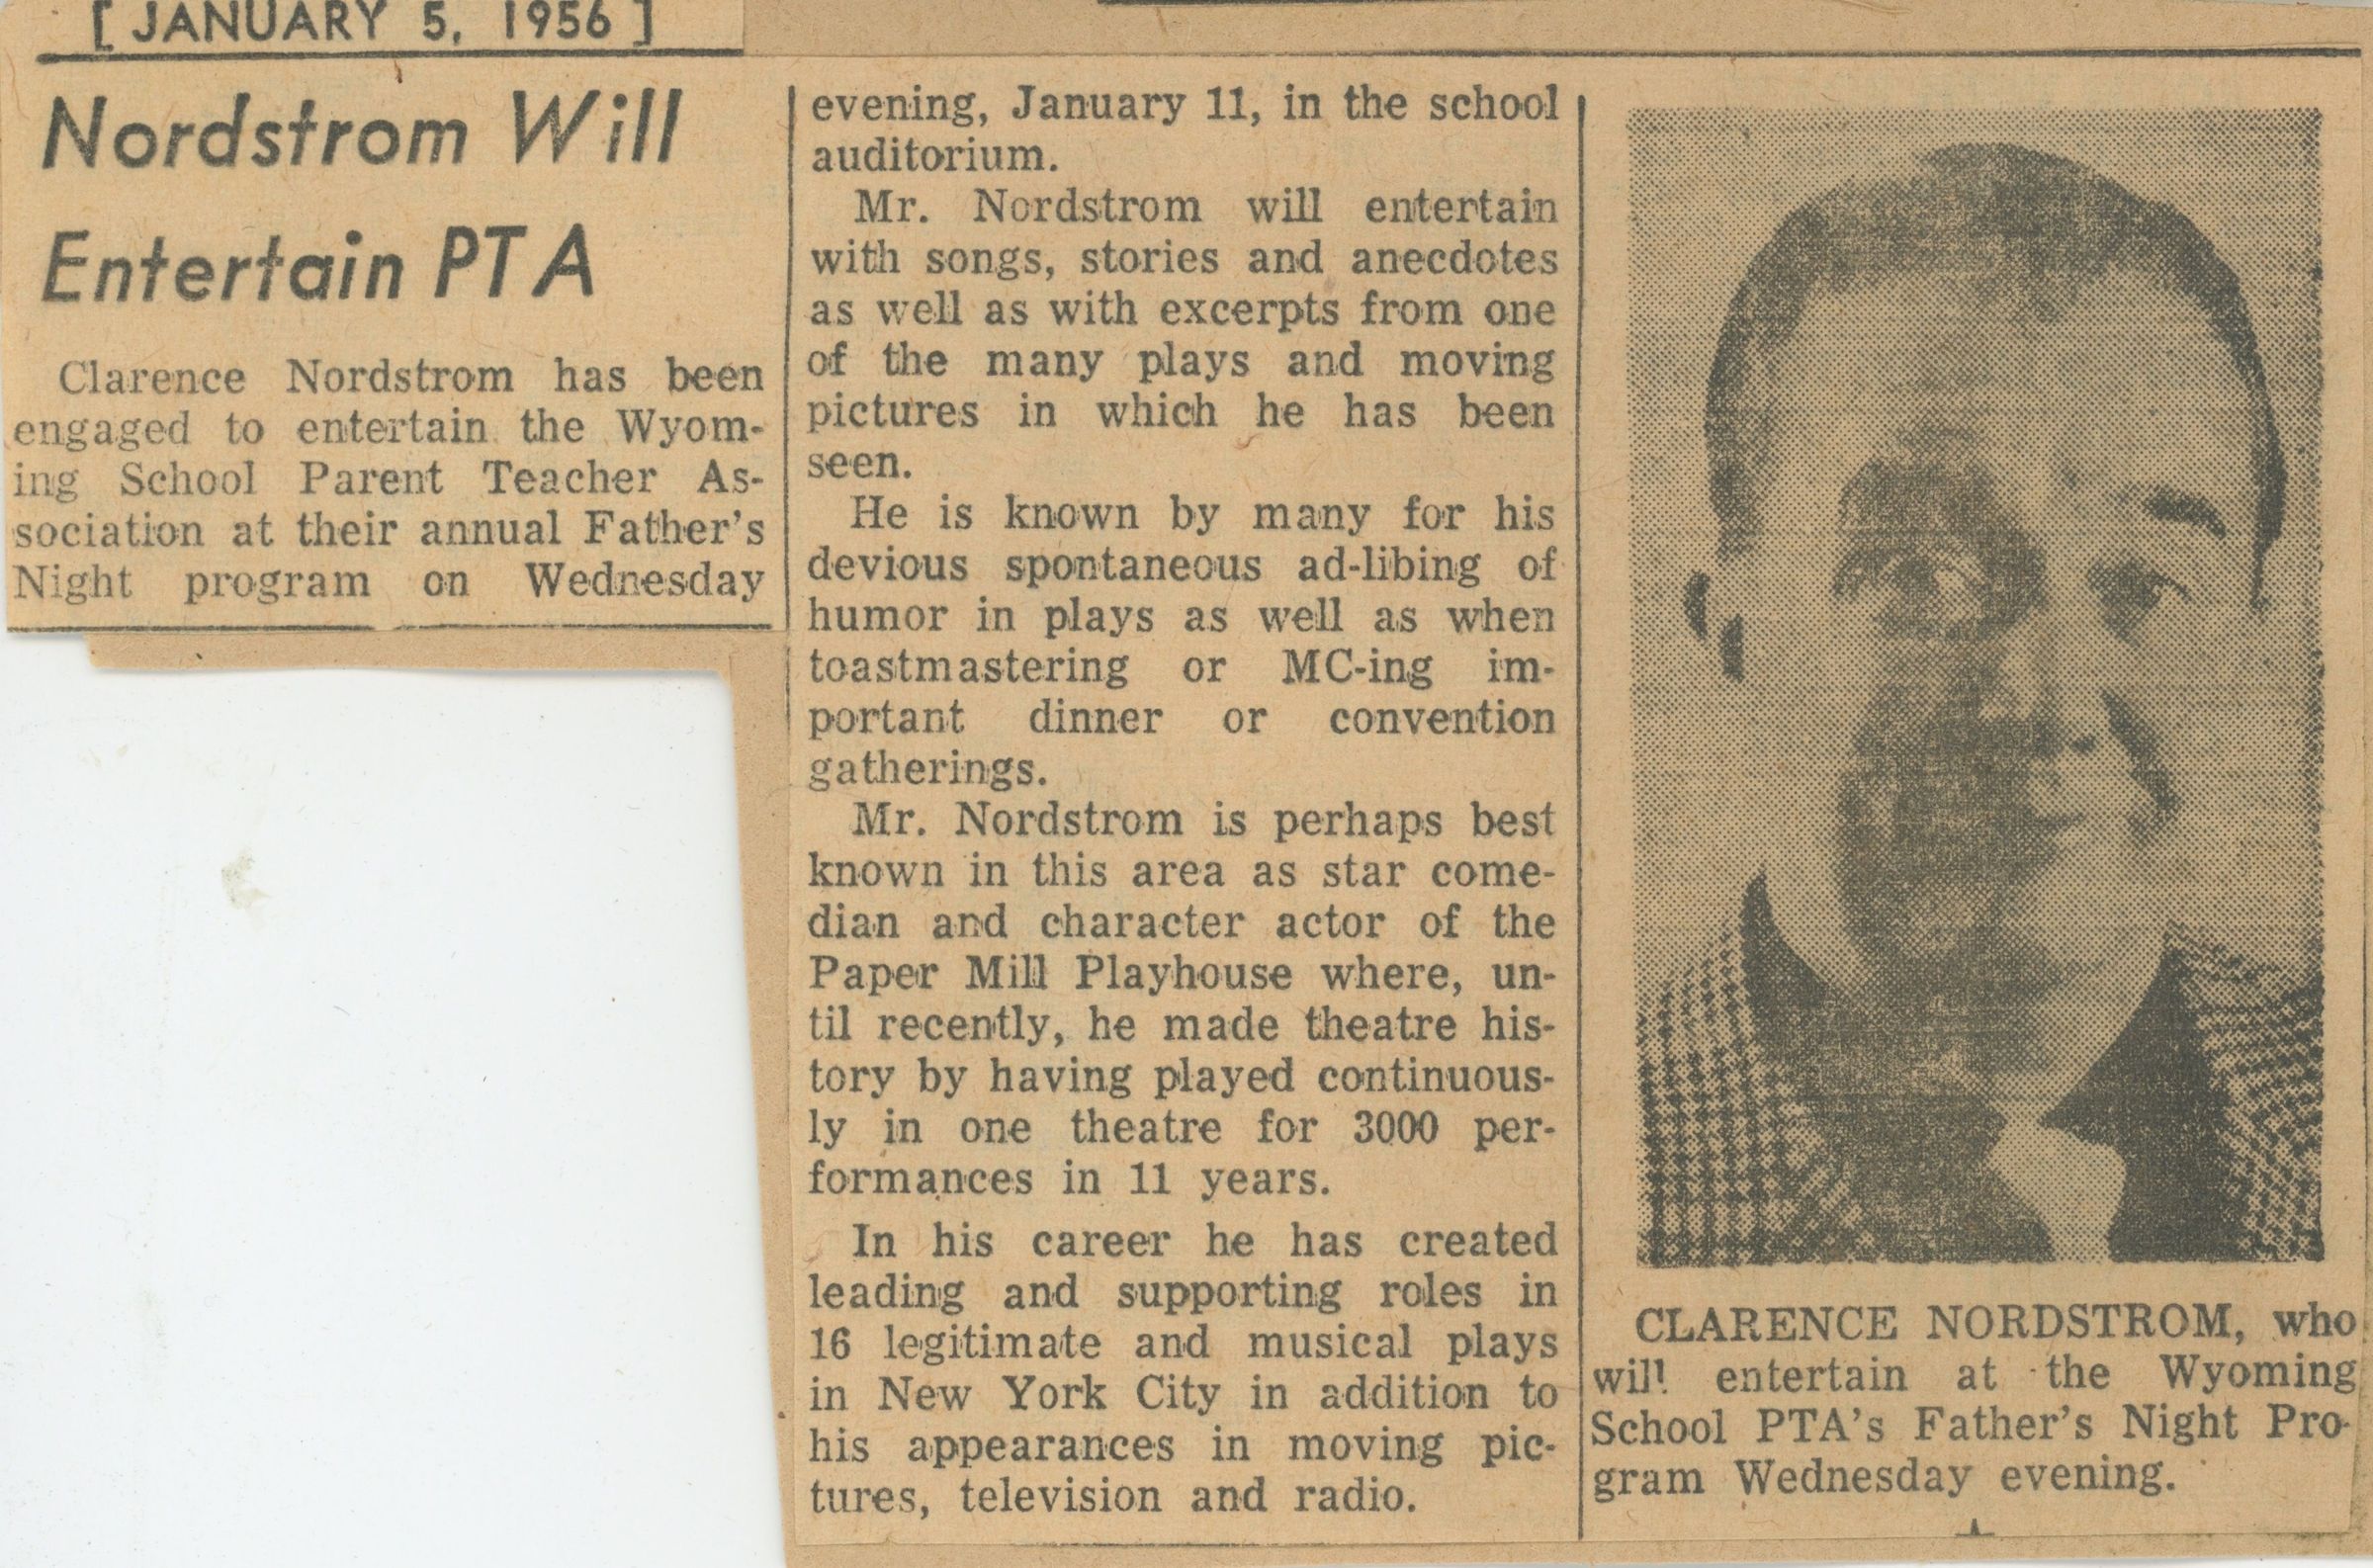 [ JANUARY 5, 1956 ]
Nordstrom Will
Entertain PTA
Clarence Nordstrom has been
engaged to entertain the Wyom-
ing School Parent Teacher As-
sociation at their annual Father's
Night program on Wednesday
evening, January 11, in the school
auditorium.
Mr. Nordstrom will entertain
with songs, stories and anecdotes
as well as with excerpts from one
of the many plays and moving
pictures in which he has been
seen.
He is known by many for his
devious spontaneous ad-libing of
humor in plays as well as when
toastmastering or MC-ing im-
portant dinner or convention
gatherings.
Mr. Nordstrom is perhaps best
known in this area as star come-
dian and character actor of the
Paper Mill Playhouse where, un-
til recently, he made theatre his-
tory by having played continuous-
ly in one theatre for 3000 per-
formances in 11 years.
In his career he has created
leading and supporting roles in
16 legitimate and musical plays
in New York City in addition to
his appearances in moving pic-
tures, television and radio.
CLARENCE NORDSTROM, who
will entertain at the Wyoming
School PTA's Father's Night Pro-
gram Wednesday evening.